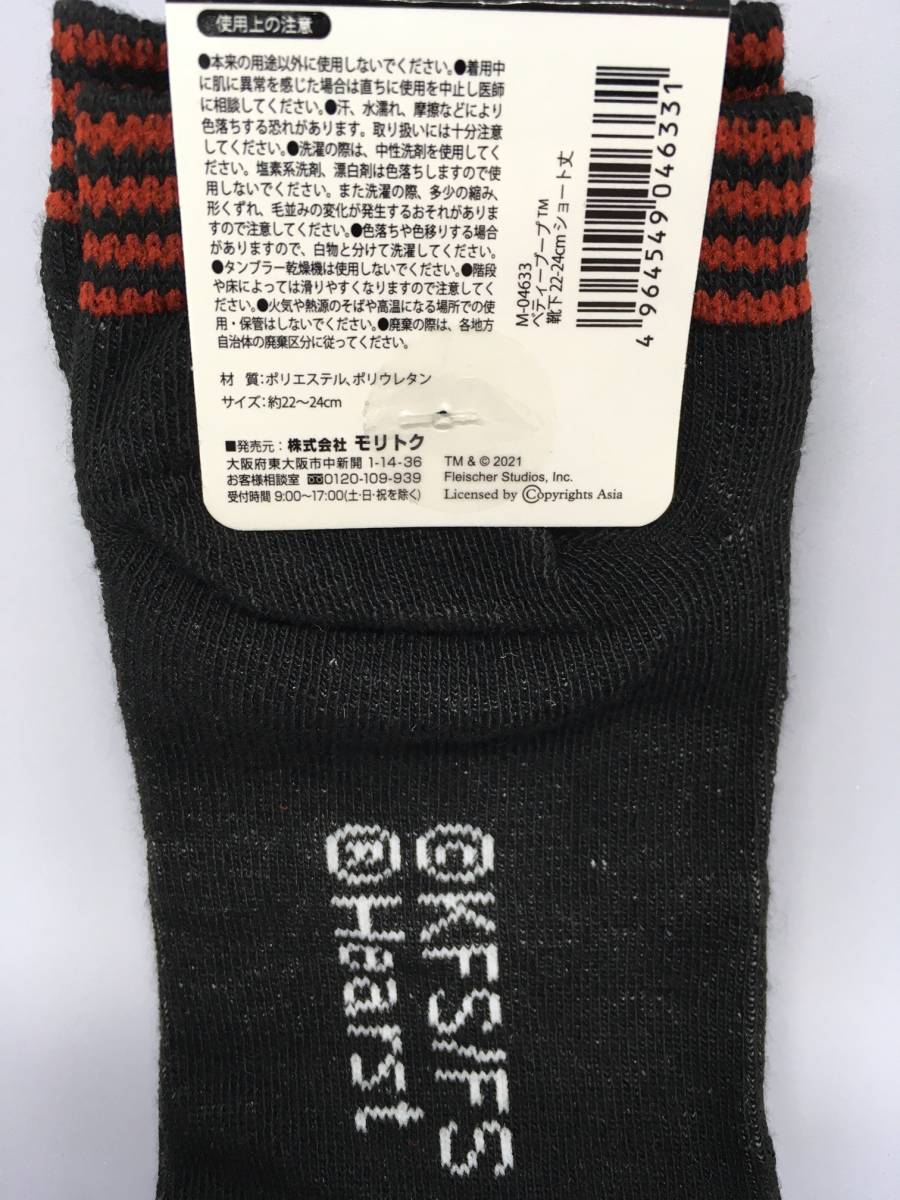 使用上の注意
●本来の用途以外に使用しないでください。●着用中
に肌に異常を感じた場合は直ちに使用を中止し医師
に相談してください。●汗、水濡れ、摩擦などにより
色落ちする恐れがあります。取り扱いには十分注意
してください。●洗濯の際は、中性洗剤を使用してく
ださい。塩素系洗剤、漂白剤は色落ちしますので使
用しないでください。また洗濯の際、多少の縮み、
形くずれ、毛並みの変化が発生するおそれがありま
すので注意してください。●色落ちや色移りする場合
がありますので、白物と分けて洗濯してください。
●タンブラー乾燥機は使用しないでください。●階段
や床によっては滑りやすくなりますので注意してくだ
さい。●火気や熱源のそばや高温になる場所での使
用・保管はしないでください。●廃棄の際は、各地方
自治体の廃棄区分に従ってください。
材 質:ポリエステル、ポリウレタン
サイズ:約22〜24cm
■発売元:株式会社 モリトク
大阪府東大阪市中新開 1-14-36
お客様相談室 0120-109-939
受付時間 9:00〜17:00(土・日・祝を除く)
TM & © 2021
Fleischer Studios, Inc.
Licensed by Copyrights Asia
M-04633
ベティーブープ™
靴下 22-24cm ショート丈
4 964549 046331
©KFS/FS
®Hearst